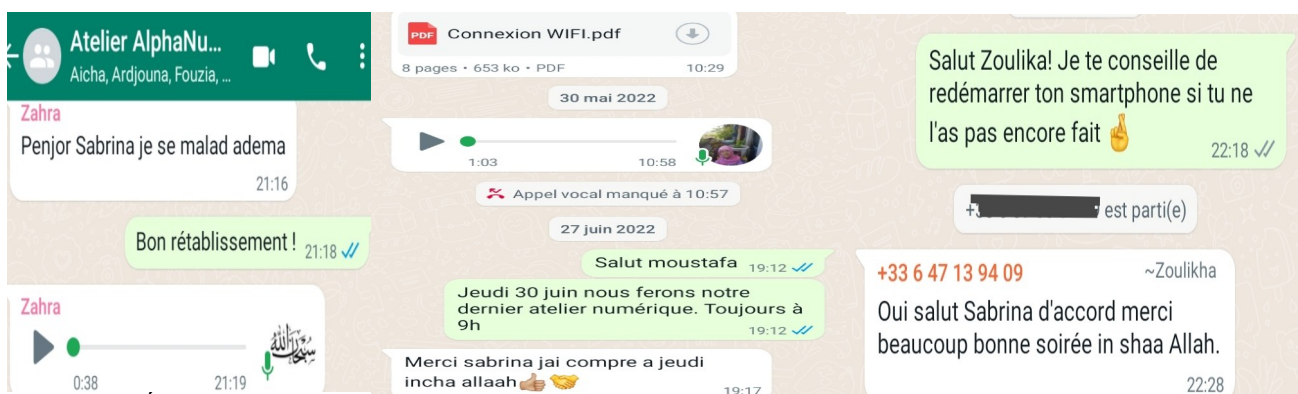 Atelier AlphaNu...
Aicha, Ardjouna, Fouzia, ...
Zahra
Penjor Sabrina je se malad adema
21:16
Bon rétablissement ! 21:18
Zahra
0:38 21:19
PDF Connexion WIFI.pdf
8 pages • 653 ko • PDF 10:29
30 mai 2022
1:03 10:58
Appel vocal manqué à 10:57
27 juin 2022
Salut moustafa 19:12
Jeudi 30 juin nous ferons notre
dernier atelier numérique. Toujours à
9h 19:12
Merci sabrina jai compre a jeudi
incha allaah 19:17
Salut Zoulika! Je te conseille de
redémarrer ton smartphone si tu ne
l'as pas encore fait 22:18
est parti(e)
+33 6 47 13 94 09 ~Zoulikha
Oui salut Sabrina d'accord merci
beaucoup bonne soirée in shaa Allah.
22:28